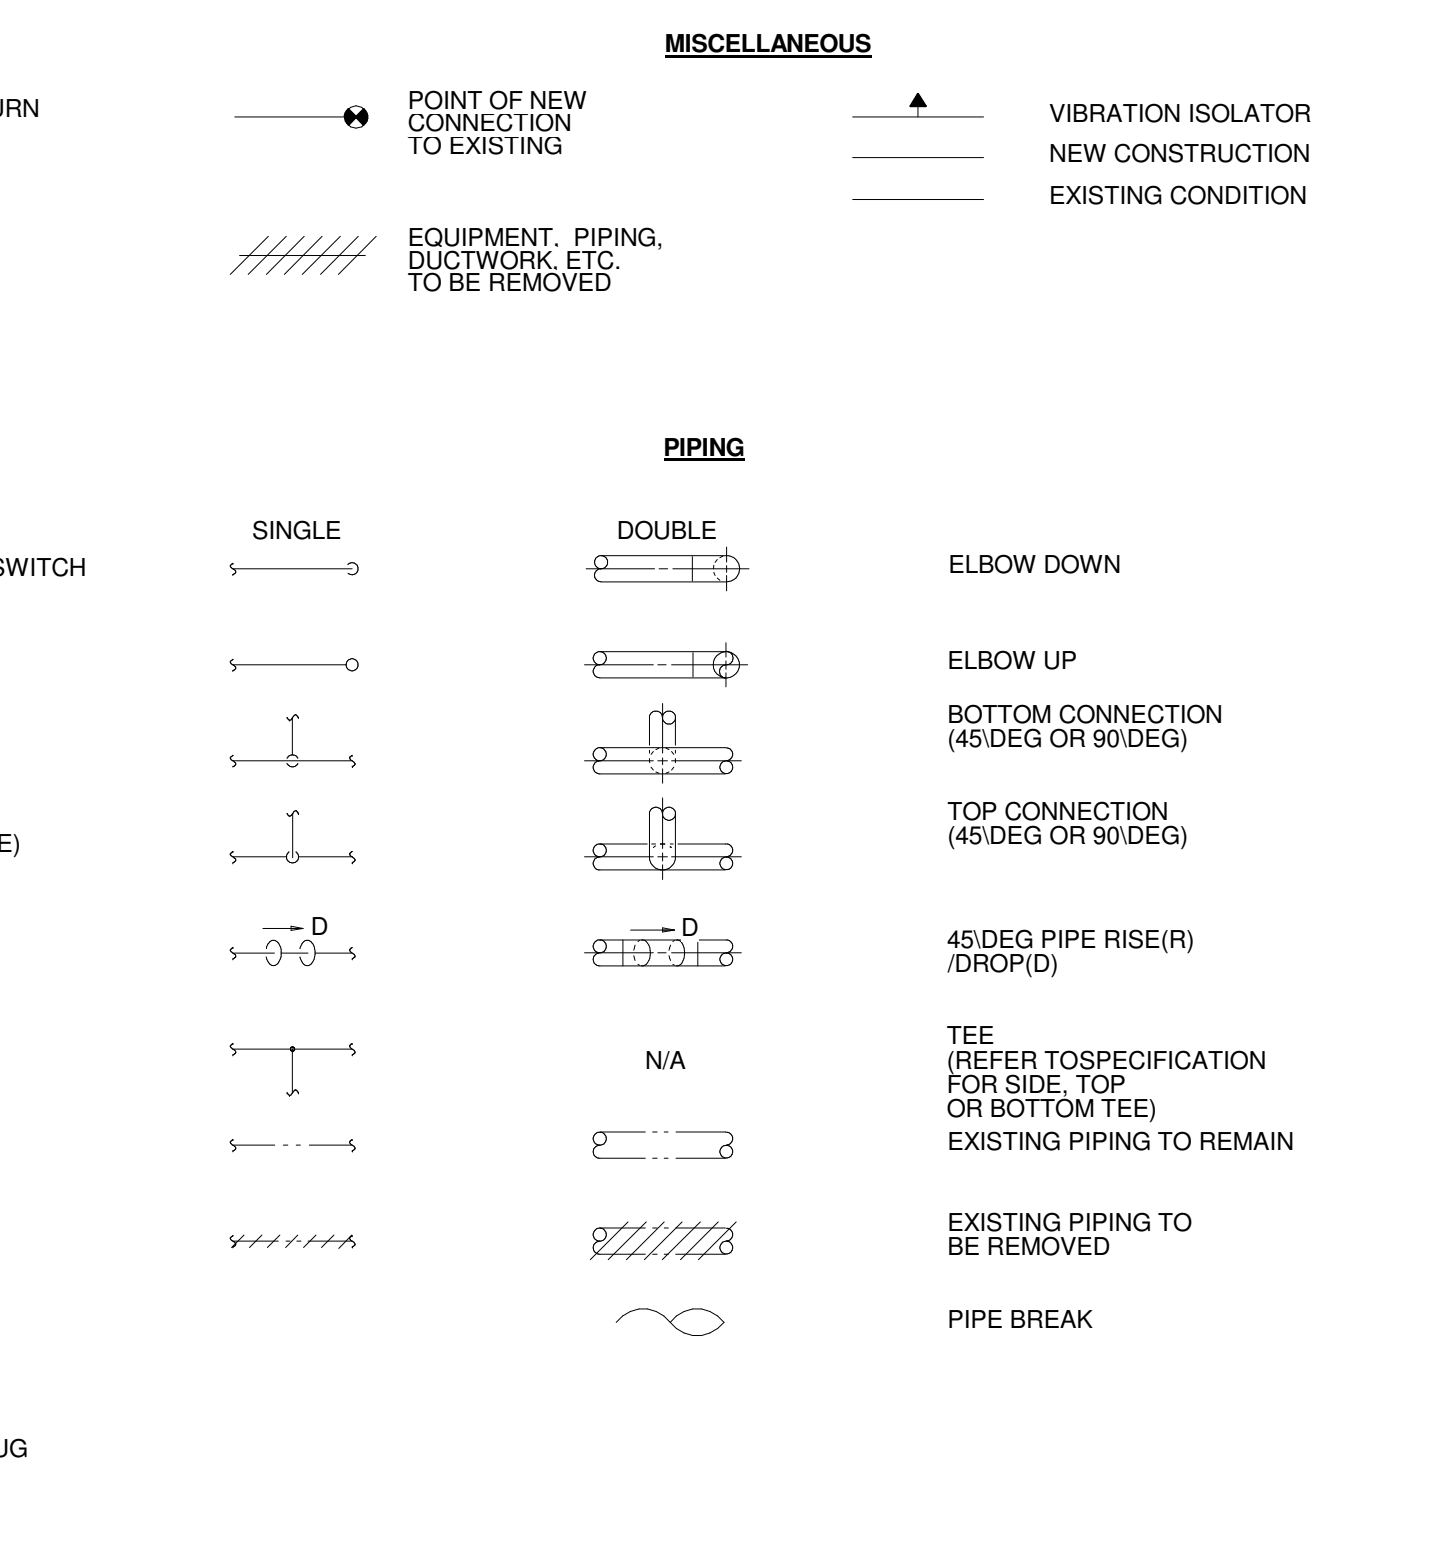 MISCELLANEOUS
URN
POINT OF NEW
CONNECTION
TO EXISTING
VIBRATION ISOLATOR
NEW CONSTRUCTION
EXISTING CONDITION
EQUIPMENT, PIPING,
DUCTWORK, ETC.
TO BE REMOVED
PIPING
SINGLE
DOUBLE
SWITCH
ELBOW DOWN
ELBOW UP
BOTTOM CONNECTION
(45\DEG OR 90\DEG)
TOP CONNECTION
(45\DEG OR 90\DEG)
E)
D
D
45\DEG PIPE RISE(R)
/DROP(D)
N/A
TEE
(REFER TOSPECIFICATION
FOR SIDE, TOP
OR BOTTOM TEE)
EXISTING PIPING TO REMAIN
EXISTING PIPING TO
BE REMOVED
PIPE BREAK
UG